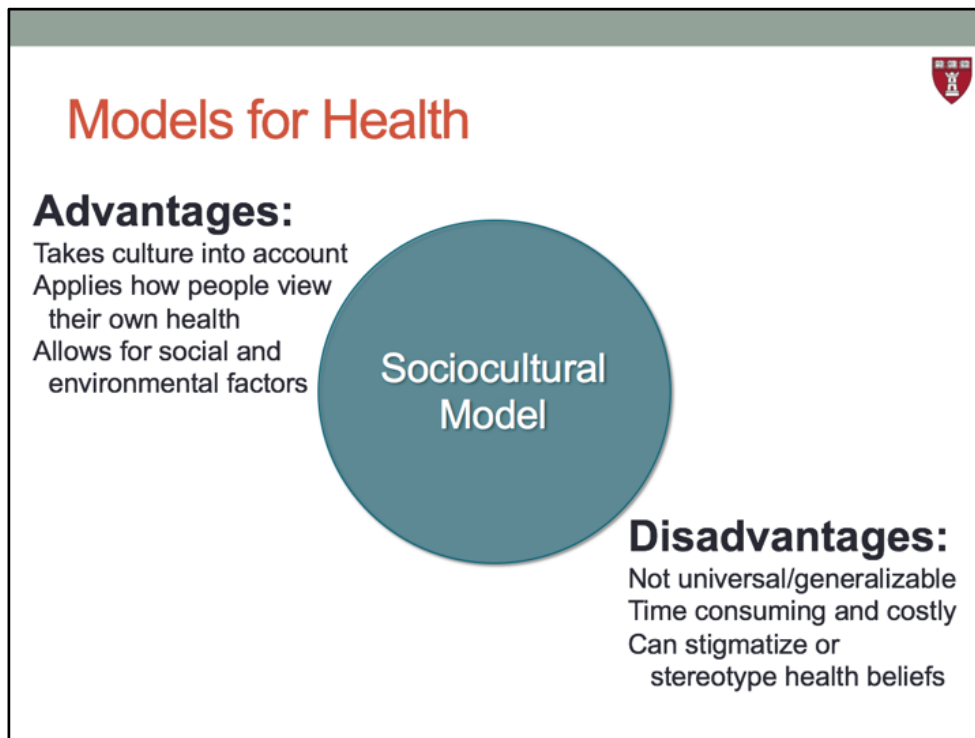 Models for Health
Advantages:
Takes culture into account
Applies how people view
their own health
Allows for social and
environmental factors
Sociocultural
Model
Disadvantages:
Not universal/generalizable
Time consuming and costly
Can stigmatize or
stereotype health beliefs